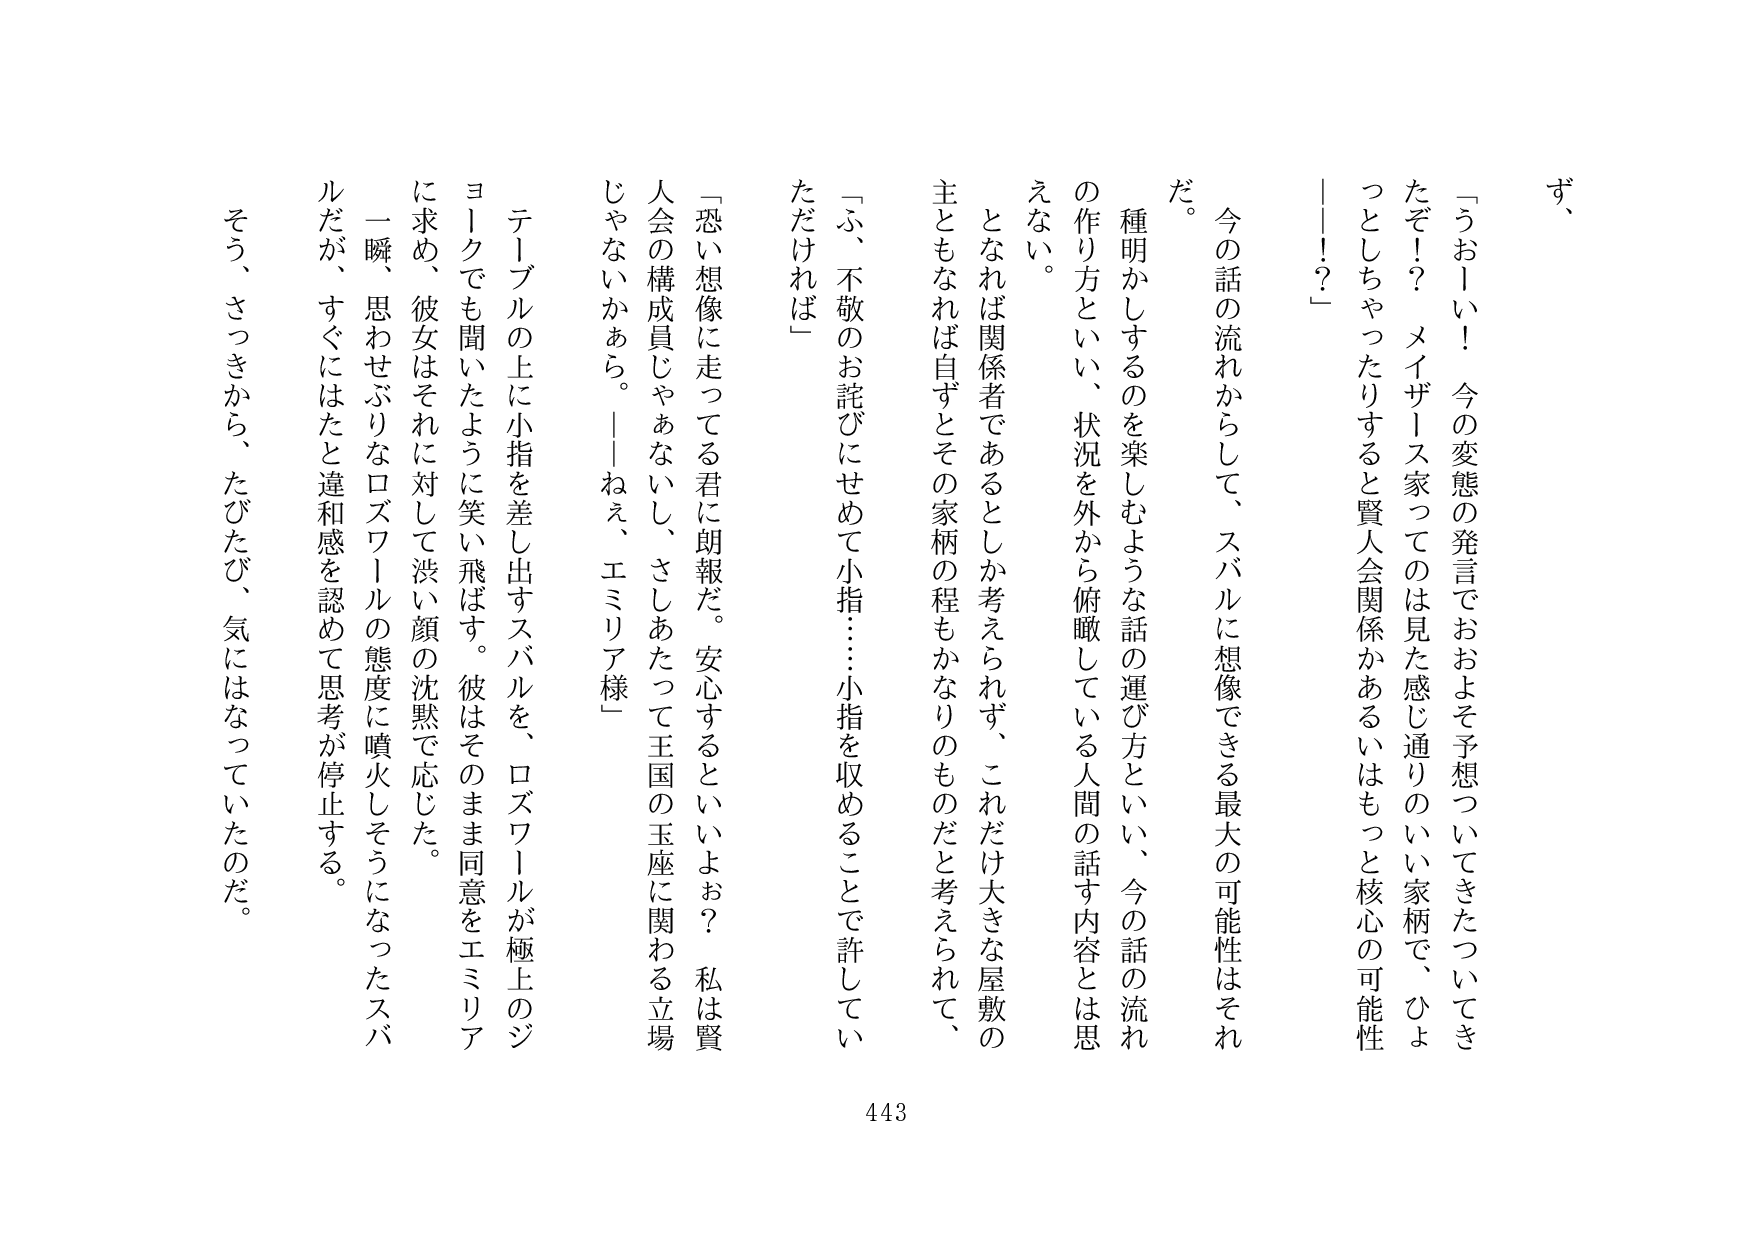 ず、
「うおーい！　今の変態の発言でおおよそ予想ついてきたついてき
たぞ！？　メイザース家ってのは見た感じ通りのいい家柄で、ひょ
っとしちゃったりすると賢人会関係かあるいはもっと核心の可能性
――！？」
　今の話の流れからして、スバルに想像できる最大の可能性はそれ
だ。
　種明かしするのを楽しむような話の運び方といい、今の話の流れ
の作り方といい、状況を外から俯瞰している人間の話す内容とは思
えない。
　となれば関係者であるとしか考えられず、これだけ大きな屋敷の
主ともなれば自ずとその家柄の程もかなりのものだと考えられて、
「ふ、不敬のお詫びにせめて小指……小指を収めることで許してい
ただければ」
「恐い想像に走ってる君に朗報だ。安心するといいよぉ？　私は賢
人会の構成員じゃぁないし、さしあたって王国の玉座に関わる立場
じゃないかぁら。――ねぇ、エミリア様」
　テーブルの上に小指を差し出すスバルを、ロズワールが極上のジ
ョークでも聞いたように笑い飛ばす。彼はそのまま同意をエミリア
に求め、彼女はそれに対して渋い顔の沈黙で応じた。
　一瞬、思わせぶりなロズワールの態度に噴火しそうになったスバ
ルだが、すぐにはたと違和感を認めて思考が停止する。
　そう、さっきから、たびたび、気にはなっていたのだ。
443